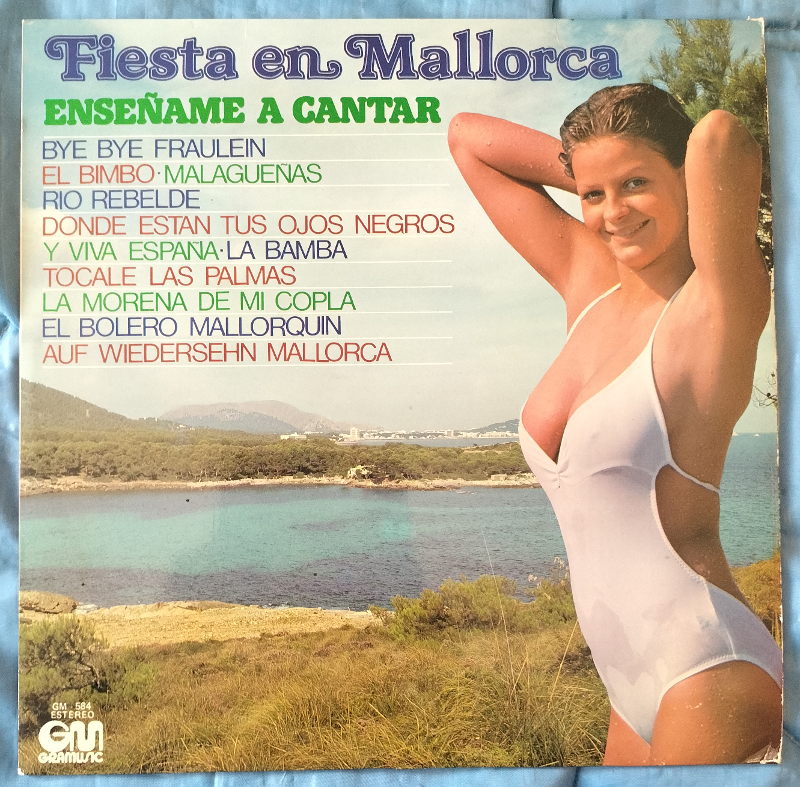 Fiesta en Mallorca
ENSEÑAME A CANTAR
BYE BYE FRAULEIN
EL BIMBO·MALAGUEÑAS
RIO REBELDE
DONDE ESTAN TUS OJOS NEGROS
Y VIVA ESPAÑA·LA BAMBA
TOCALE LAS PALMAS
LA MORENA DE MI COPLA
EL BOLERO MALLORQUIN
AUF WIEDERSEHN MALLORCA
GM - 584
ESTEREO
GM
GRAMUSIC